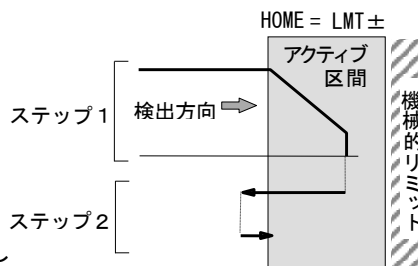 HOME = LMT±
アクティブ
区間
ステップ1
検出方向
機械的リミット
ステップ2